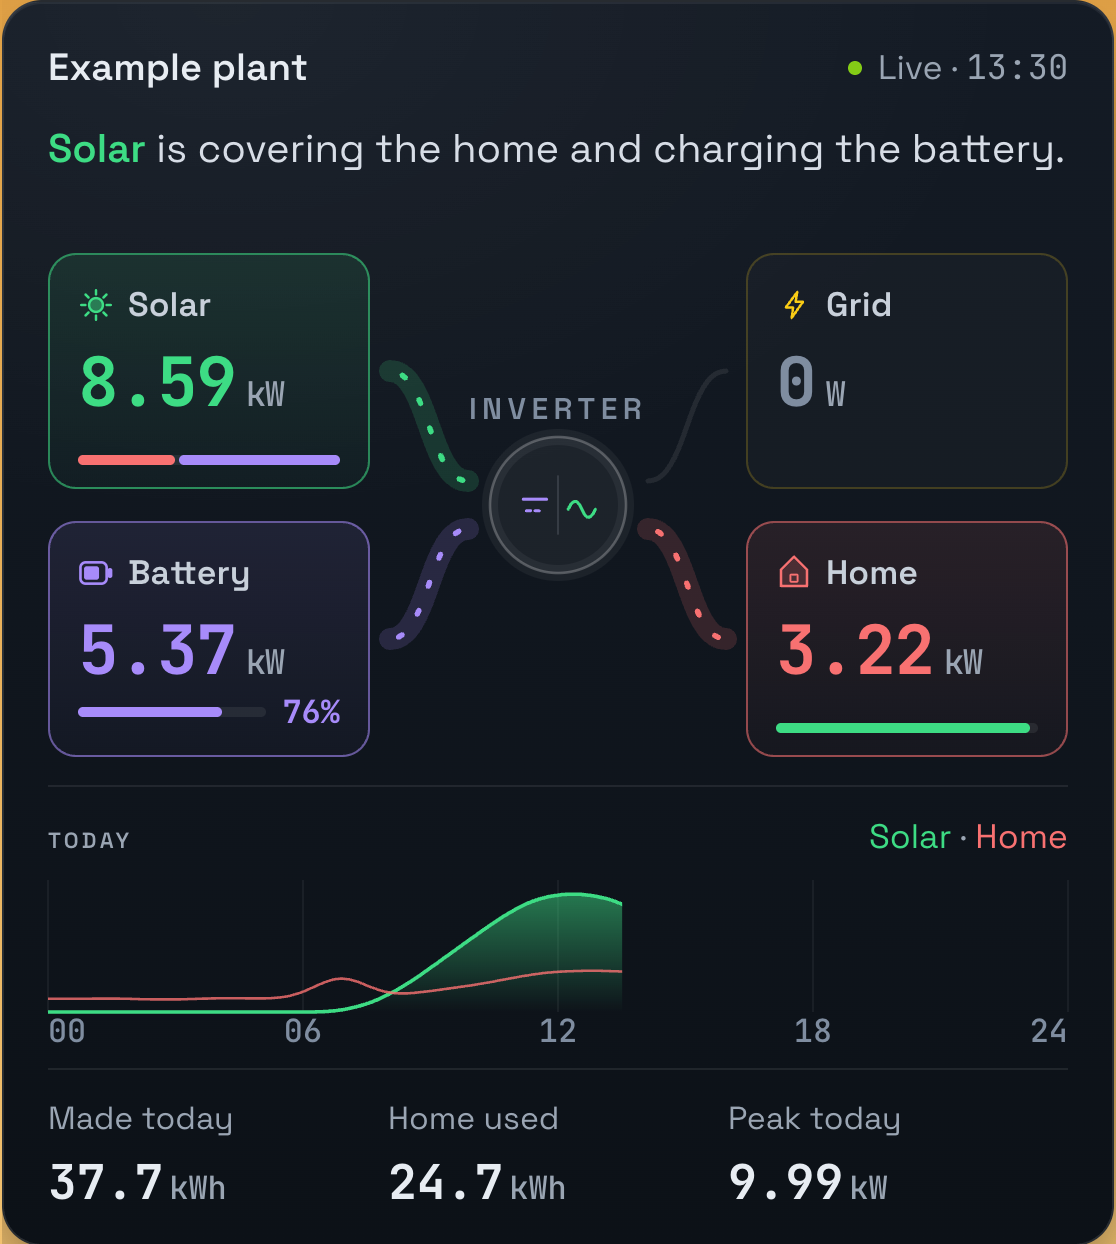 Example plant
Live · 13:30
Solar is covering the home and charging the battery.
Solar
8.59 kW
Grid
0 W
INVERTER
Battery
5.37 kW
76%
Home
3.22 kW
TODAY
Solar · Home
00 06 12 18 24
Made today
37.7 kWh
Home used
24.7 kWh
Peak today
9.99 kW